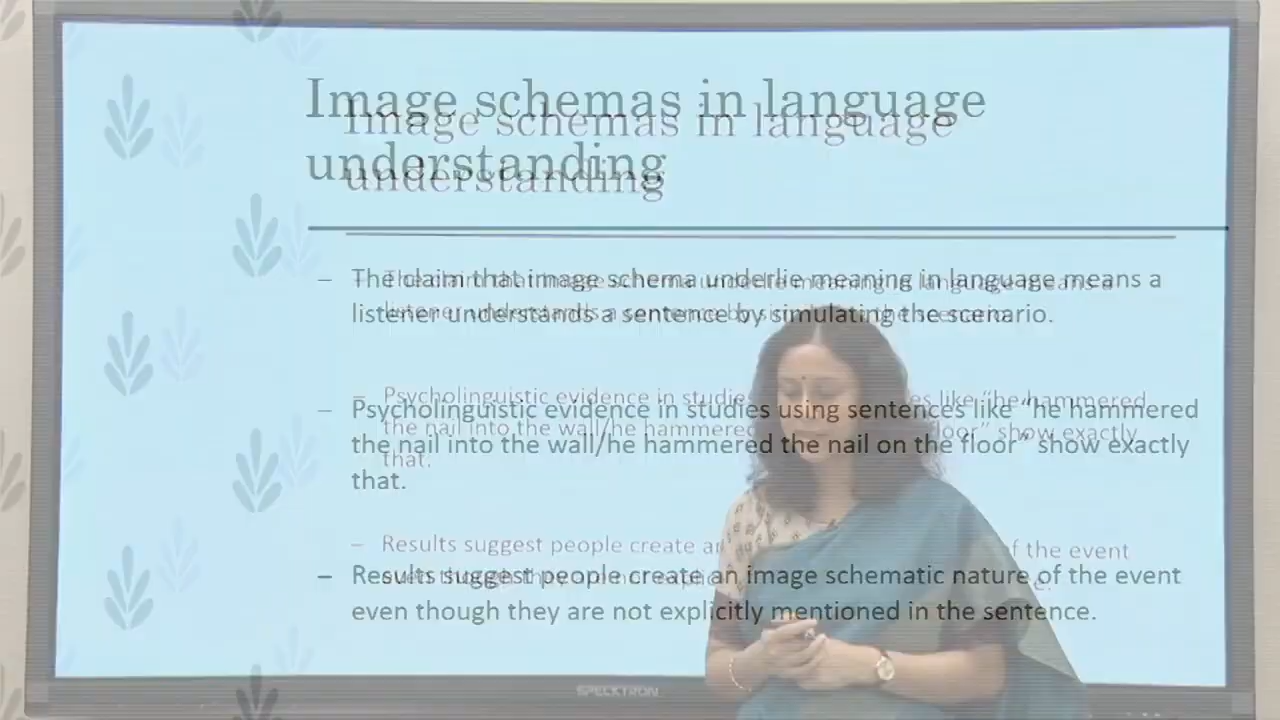 Image schemas in language
understanding
– The claim that image schema underlie meaning in language means a
listener understands a sentence by simulating the scenario.
– Psycholinguistic evidence in studies using sentences like “he hammered
the nail into the wall/he hammered the nail on the floor” show exactly
that.
– Results suggest people create an image schematic nature of the event
even though they are not explicitly mentioned in the sentence.
SPECKTRON